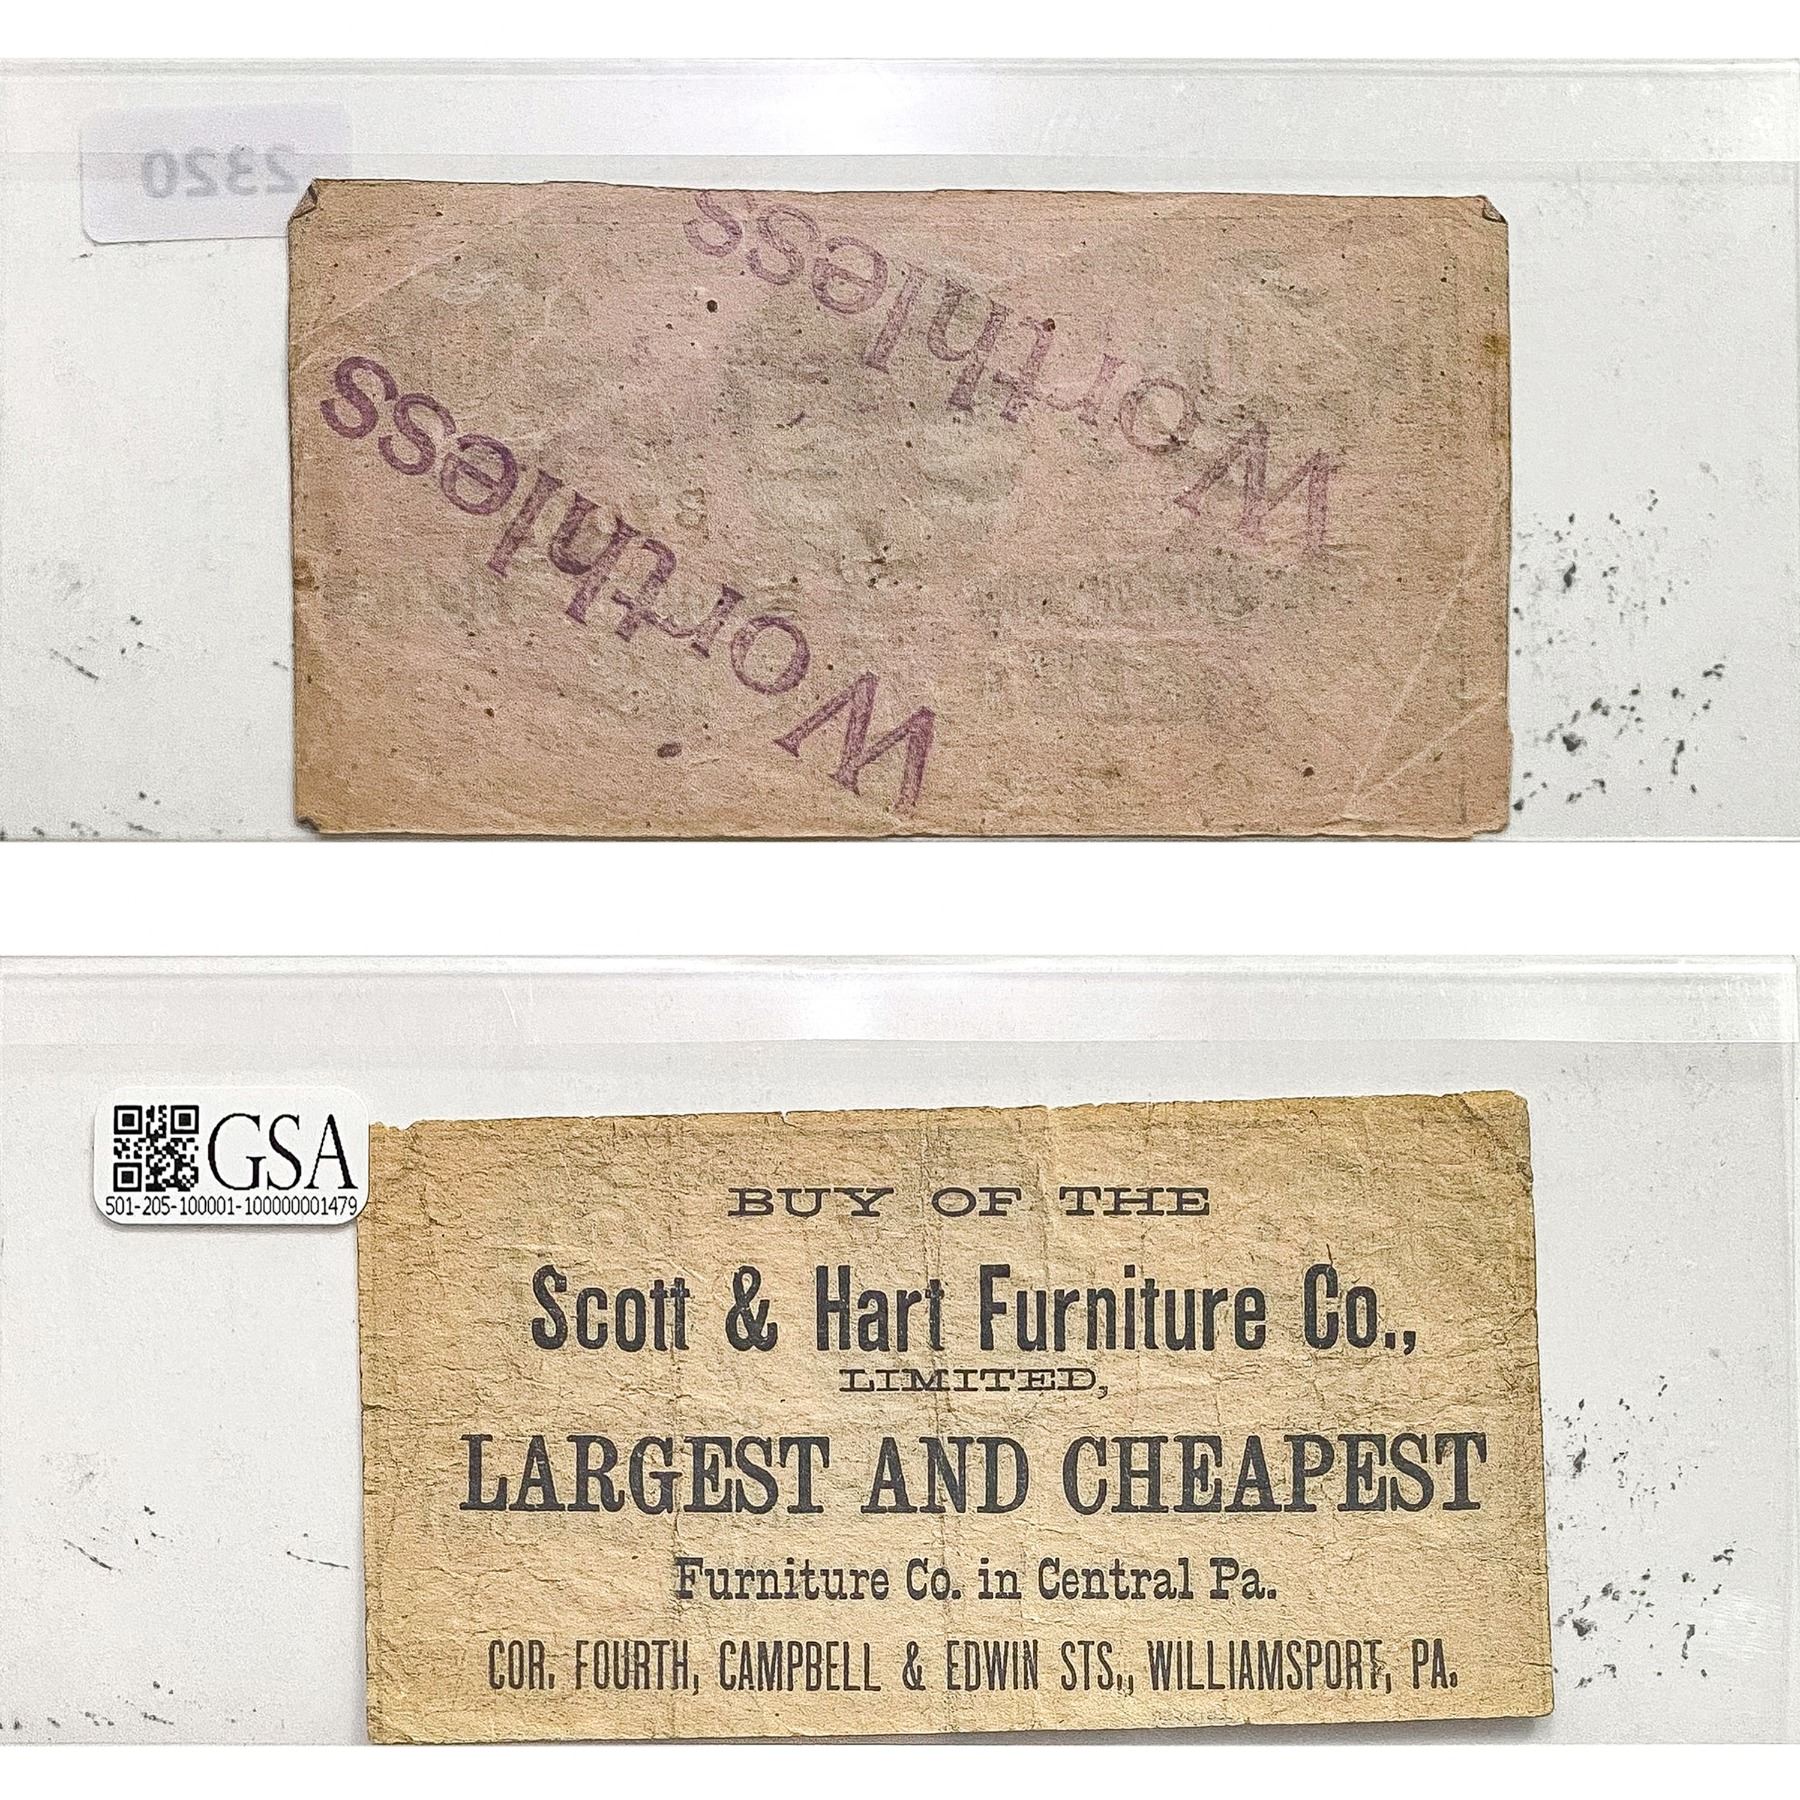 2320
Worthless
Worthless
GSA
501-205-100001-100000001479
BUY OF THE
Scott & Hart Furniture Co.,
LIMITED,
LARGEST AND CHEAPEST
Furniture Co. in Central Pa.
COR. FOURTH, CAMPBELL & EDWIN STS., WILLIAMSPORT, PA.